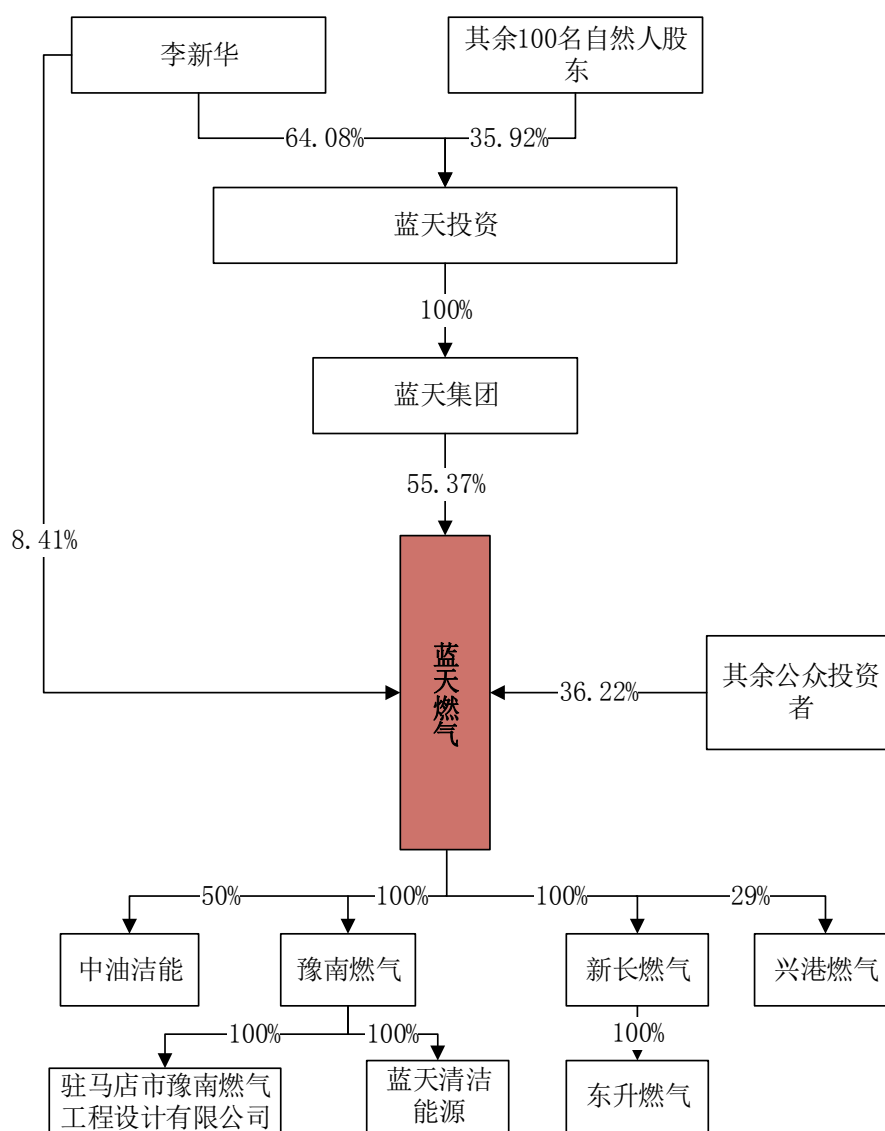 李新华
其余100名自然人股
东
64.08%
35.92%
蓝天投资
100%
蓝天集团
55.37%
8.41%
蓝天燃气
36.22%
其余公众投资
者
50%
100%
100%
29%
中油洁能
豫南燃气
新长燃气
兴港燃气
100%
100%
100%
驻马店市豫南燃气
工程设计有限公司
蓝天清洁
能源
东升燃气